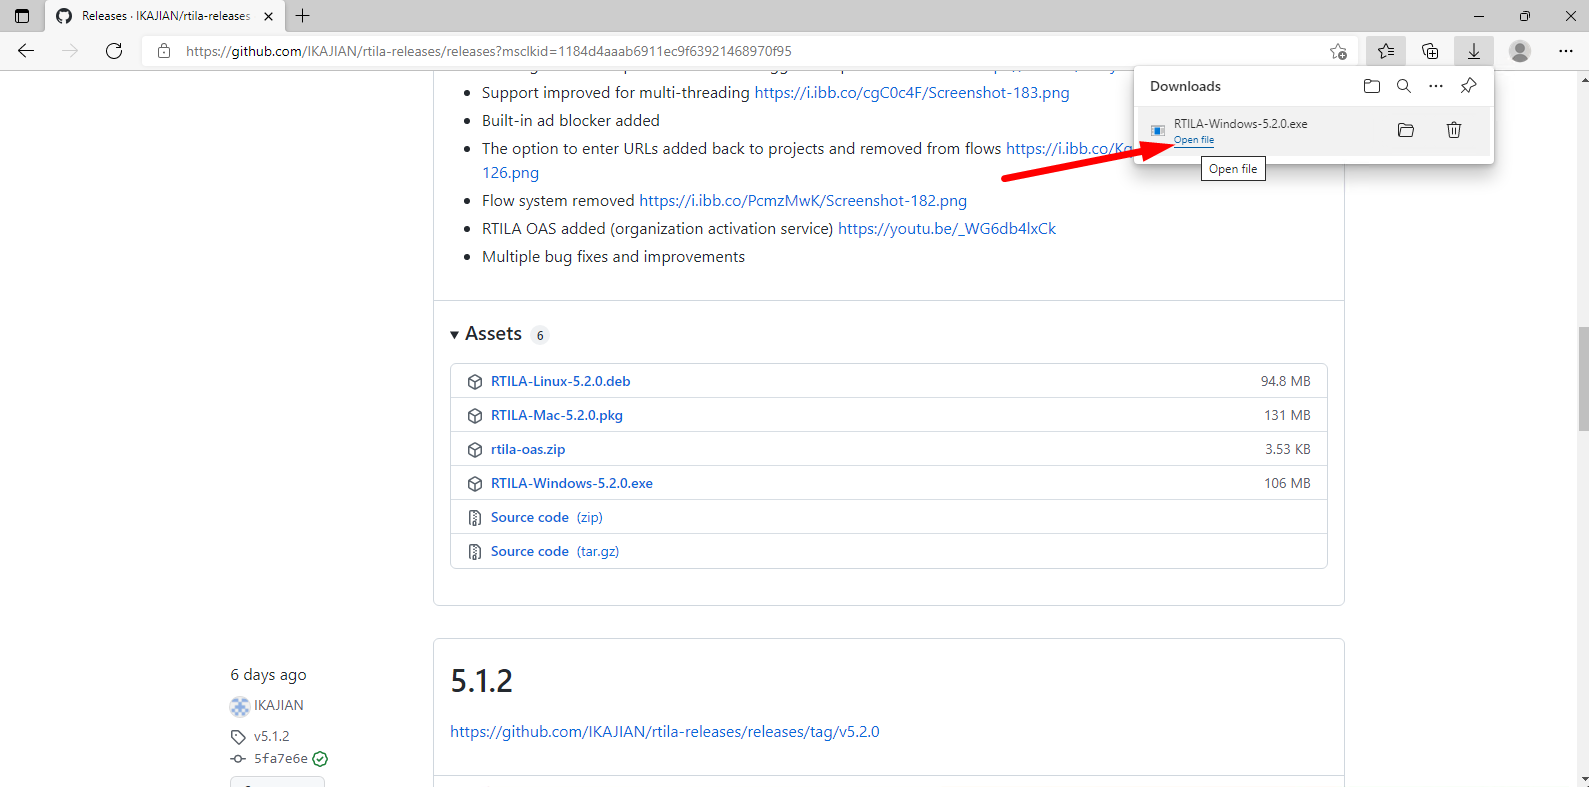 Releases · IKAJIAN/rtila-releases
https://github.com/IKAJIAN/rtila-releases/releases?msclkid=1184d4aaab6911ec9f63921468970f95
Downloads
RTILA-Windows-5.2.0.exe
Open file
Open file
Support improved for multi-threading https://i.ibb.co/cgC0c4F/Screenshot-183.png
Built-in ad blocker added
The option to enter URLs added back to projects and removed from flows https://i.ibb.co/
126.png
Flow system removed https://i.ibb.co/PcmzMwK/Screenshot-182.png
RTILA OAS added (organization activation service) https://youtu.be/_WG6db4lxCk
Multiple bug fixes and improvements
Assets 6
RTILA-Linux-5.2.0.deb 94.8 MB
RTILA-Mac-5.2.0.pkg 131 MB
rtila-oas.zip 3.53 KB
RTILA-Windows-5.2.0.exe 106 MB
Source code (zip)
Source code (tar.gz)
6 days ago
IKAJIAN
v5.1.2
5fa7e6e
5.1.2
https://github.com/IKAJIAN/rtila-releases/releases/tag/v5.2.0